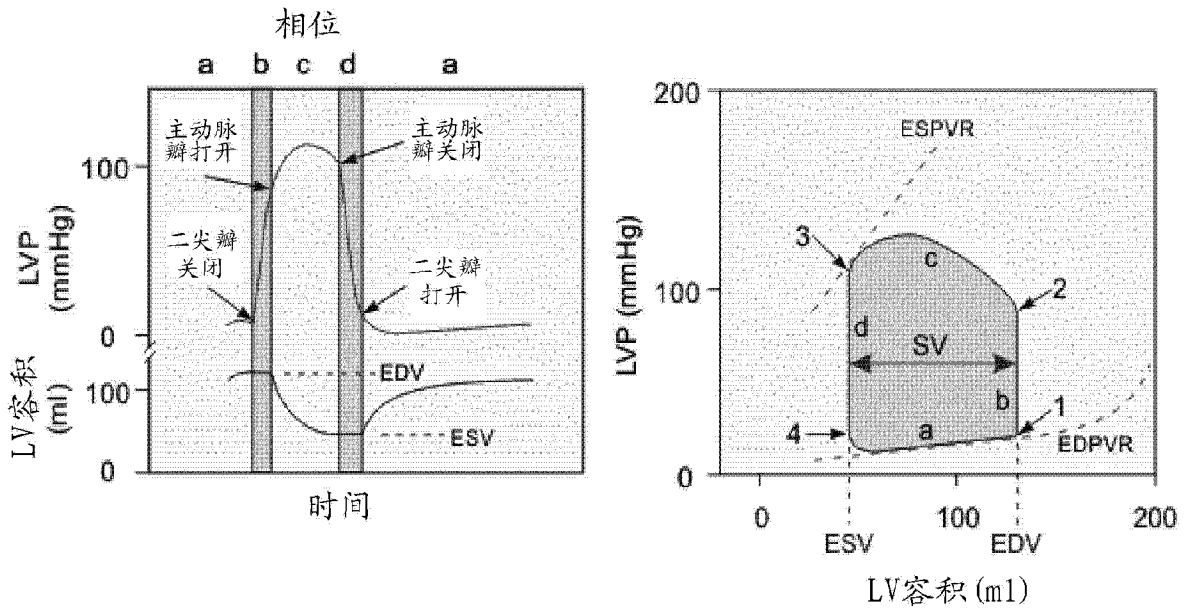 相位
a b c d a
主动脉
瓣打开
主动脉
瓣关闭
100
二尖瓣
关闭
二尖瓣
打开
LVP
(mmHg)
0
EDV
100
LV容积
(ml)
ESV
0
时间
200
ESPVR
3
c
2
LVP (mmHg)
100
d
SV
b
1
4
a
EDPVR
0
0
100
200
ESV
EDV
LV容积(ml)